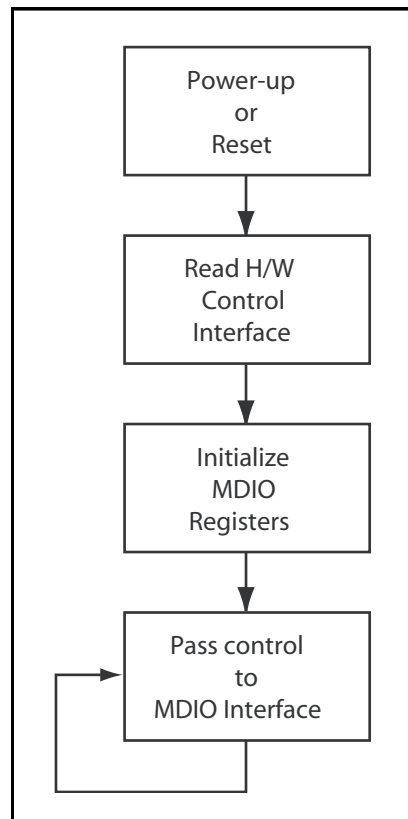 Power-up
or
Reset
Read H/W
Control
Interface
Initialize
MDIO
Registers
Pass control
to
MDIO Interface